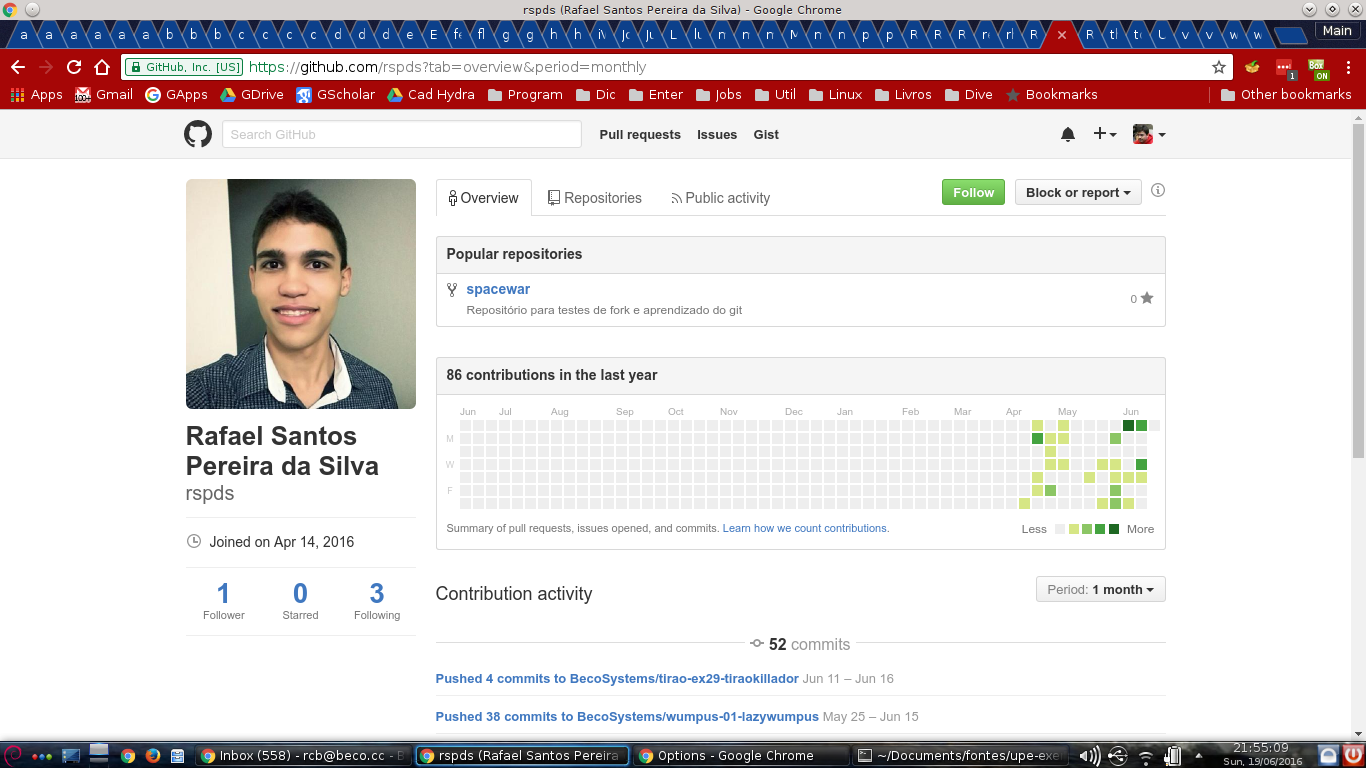 rspds (Rafael Santos Pereira da Silva) - Google Chrome
Main
GitHub, Inc. [US] https://github.com/rspds?tab=overview&period=monthly
Apps Gmail GApps GDrive GScholar Cad Hydra Program Dic Enter Jobs Util Linux Livros Dive Bookmarks Other bookmarks
Search GitHub Pull requests Issues Gist
Overview Repositories Public activity Follow Block or report
Popular repositories
spacewar
Repositório para testes de fork e aprendizado do git
0
86 contributions in the last year
Jun Jul Aug Sep Oct Nov Dec Jan Feb Mar Apr May Jun
M
W
F
Summary of pull requests, issues opened, and commits. Learn how we count contributions. Less More
Rafael Santos
Pereira da Silva
rspds
Joined on Apr 14, 2016
1 0 3
Follower Starred Following
Contribution activity Period: 1 month
52 commits
Pushed 4 commits to BecoSystems/tirao-ex29-tiraokillador Jun 11 – Jun 16
Pushed 38 commits to BecoSystems/wumpus-01-lazywumpus May 25 – Jun 15
Inbox (558) - rcb@beco.cc - B rspds (Rafael Santos Pereira Options - Google Chrome ~/Documents/fontes/upe-exe
21:55:09
Sun, 19/06/2016